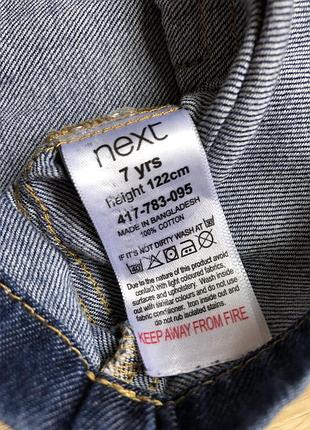 next
7 yrs
height 122cm
417-783-095
MADE IN BANGLADESH
100% COTTON
IF IT'S NOT DIRTY WASH AT
Due to the nature of this product avoid
contact with light coloured fabrics,
surfaces and upholstery. Wash inside
out with similar colours and do not use
fabric conditioner. Iron inside out and
do not rub isolated stains.
KEEP AWAY FROM FIRE